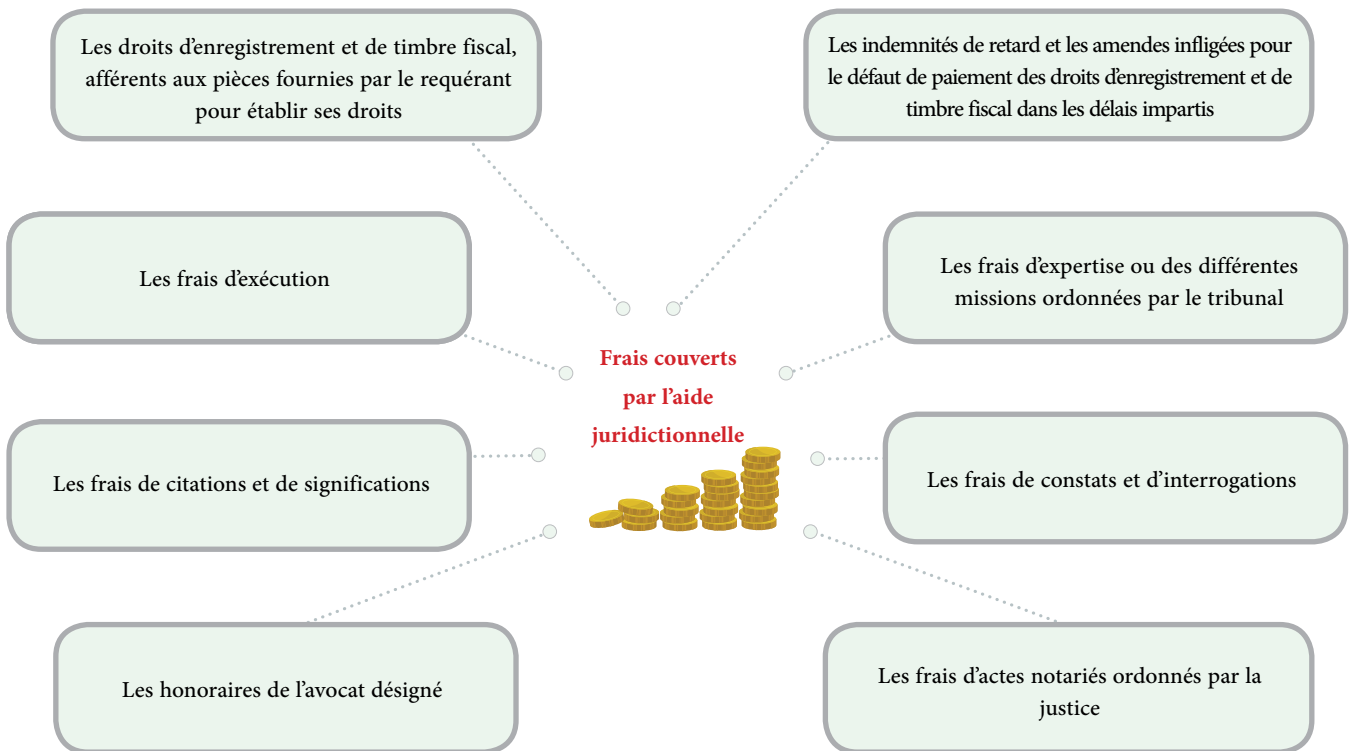 Les droits d'enregistrement et de timbre fiscal,
afférents aux pièces fournies par le requérant
pour établir ses droits
Les indemnités de retard et les amendes infligées pour
le défaut de paiement des droits d'enregistrement et de
timbre fiscal dans les délais impartis
Les frais d'exécution
Les frais d'expertise ou des différentes
missions ordonnées par le tribunal
Frais couverts
par l'aide
juridictionnelle
Les frais de citations et de significations
Les frais de constats et d'interrogations
Les honoraires de l'avocat désigné
Les frais d'actes notariés ordonnés par la
justice